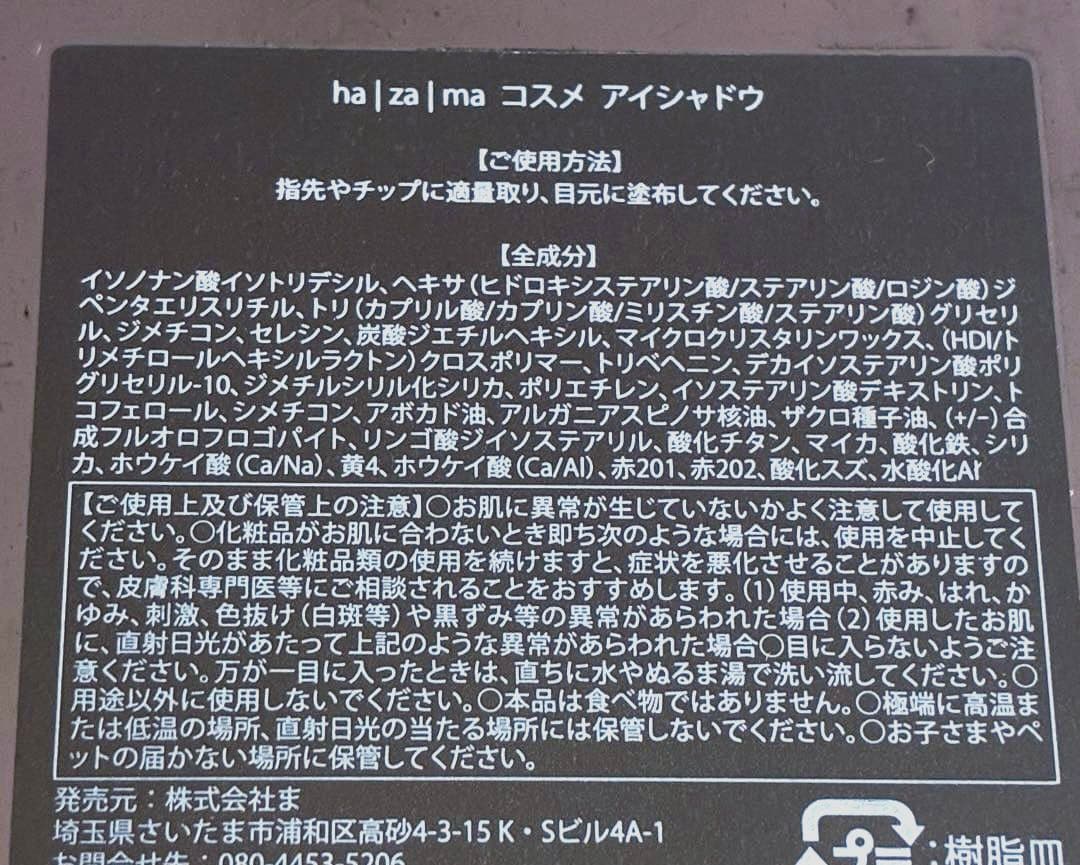 ha|za|ma コスメ アイシャドウ
【ご使用方法】
指先やチップに適量取り、目元に塗布してください。
【全成分】
イソノナン酸イソトリデシル、ヘキサ（ヒドロキシステアリン酸/ステアリン酸/ロジン酸）ジ
ペンタエリスリチル、トリ（カプリル酸/カプリン酸/ミリスチン酸/ステアリン酸）グリセリ
ル、ジメチコン、セレシン、炭酸ジエチルヘキシル、マイクロクリスタリンワックス、（HDI/ト
リメチロールヘキシルラクトン）クロスポリマー、トリベヘニン、デカイソステアリン酸ポリ
グリセリル-10、ジメチルシリル化シリカ、ポリエチレン、イソステアリン酸デキストリン、ト
コフェロール、シメチコン、アボカド油、アルガニアスピノサ核油、ザクロ種子油、（+/-）合
成フルオロフロゴパイト、リンゴ酸ジイソステアリル、酸化チタン、マイカ、酸化鉄、シリ
カ、ホウケイ酸（Ca/Na）、黄4、ホウケイ酸（Ca/Al）、赤201、赤202、酸化スズ、水酸化Al
【ご使用上及び保管上の注意】○お肌に異常が生じていないかよく注意して使用して
ください。○化粧品がお肌に合わないとき即ち次のような場合には、使用を中止してく
ださい。そのまま化粧品類の使用を続けますと、症状を悪化させることがありますの
で、皮膚科専門医等にご相談されることをおすすめします。（1）使用中、赤み、はれ、か
ゆみ、刺激、色抜け（白斑等）や黒ずみ等の異常があらわれた場合（2）使用したお肌
に、直射日光があたって上記のような異常があらわれた場合○目に入らないようご注
意ください。万が一目に入ったときは、直ちに水やぬるま湯で洗い流してください。○
用途以外に使用しないでください。○本品は食べ物ではありません。○極端に高温ま
たは低温の場所、直射日光の当たる場所には保管しないでください。○お子さまやペ
ットの届かない場所に保管してください。
発売元：株式会社ま
埼玉県さいたま市浦和区高砂4-3-15 K・Sビル4A-1
お問合せ先：080-4453-5206
プラ：樹脂皿